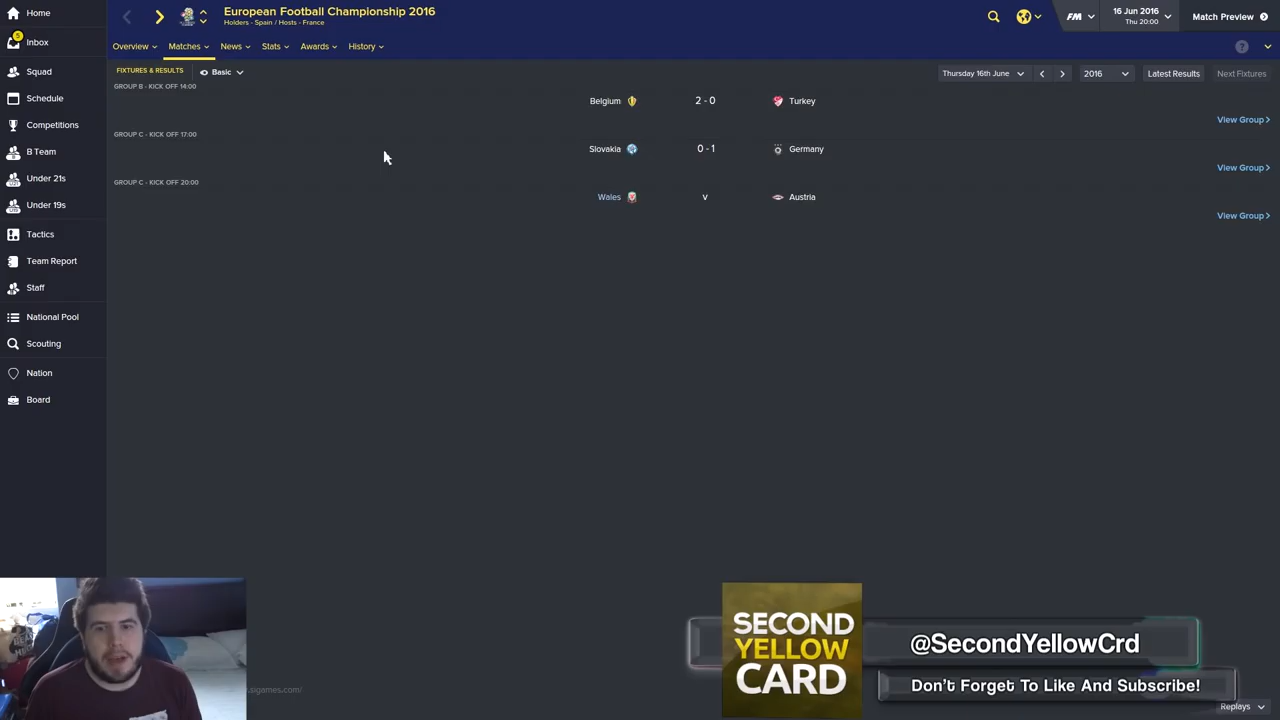 Home
European Football Championship 2016
Holders - Spain / Hosts - France
FM
16 Jun 2016
Thu 20:00
Match Preview
5
Inbox
Overview
Matches
News
Stats
Awards
History
Squad
FIXTURES & RESULTS
Basic
Thursday 16th June
2016
Latest Results
Next Fixtures
Schedule
GROUP B - KICK OFF 14:00
Belgium
2 - 0
Turkey
View Group >
Competitions
GROUP C - KICK OFF 17:00
Slovakia
0 - 1
Germany
View Group >
B Team
Under 21s
GROUP C - KICK OFF 20:00
Wales
v
Austria
View Group >
Under 19s
Tactics
Team Report
Staff
National Pool
Scouting
Nation
Board
SECOND
YELLOW
CARD
@SecondYellowCrd
Don't Forget To Like And Subscribe!
.sigames.com/
Replays